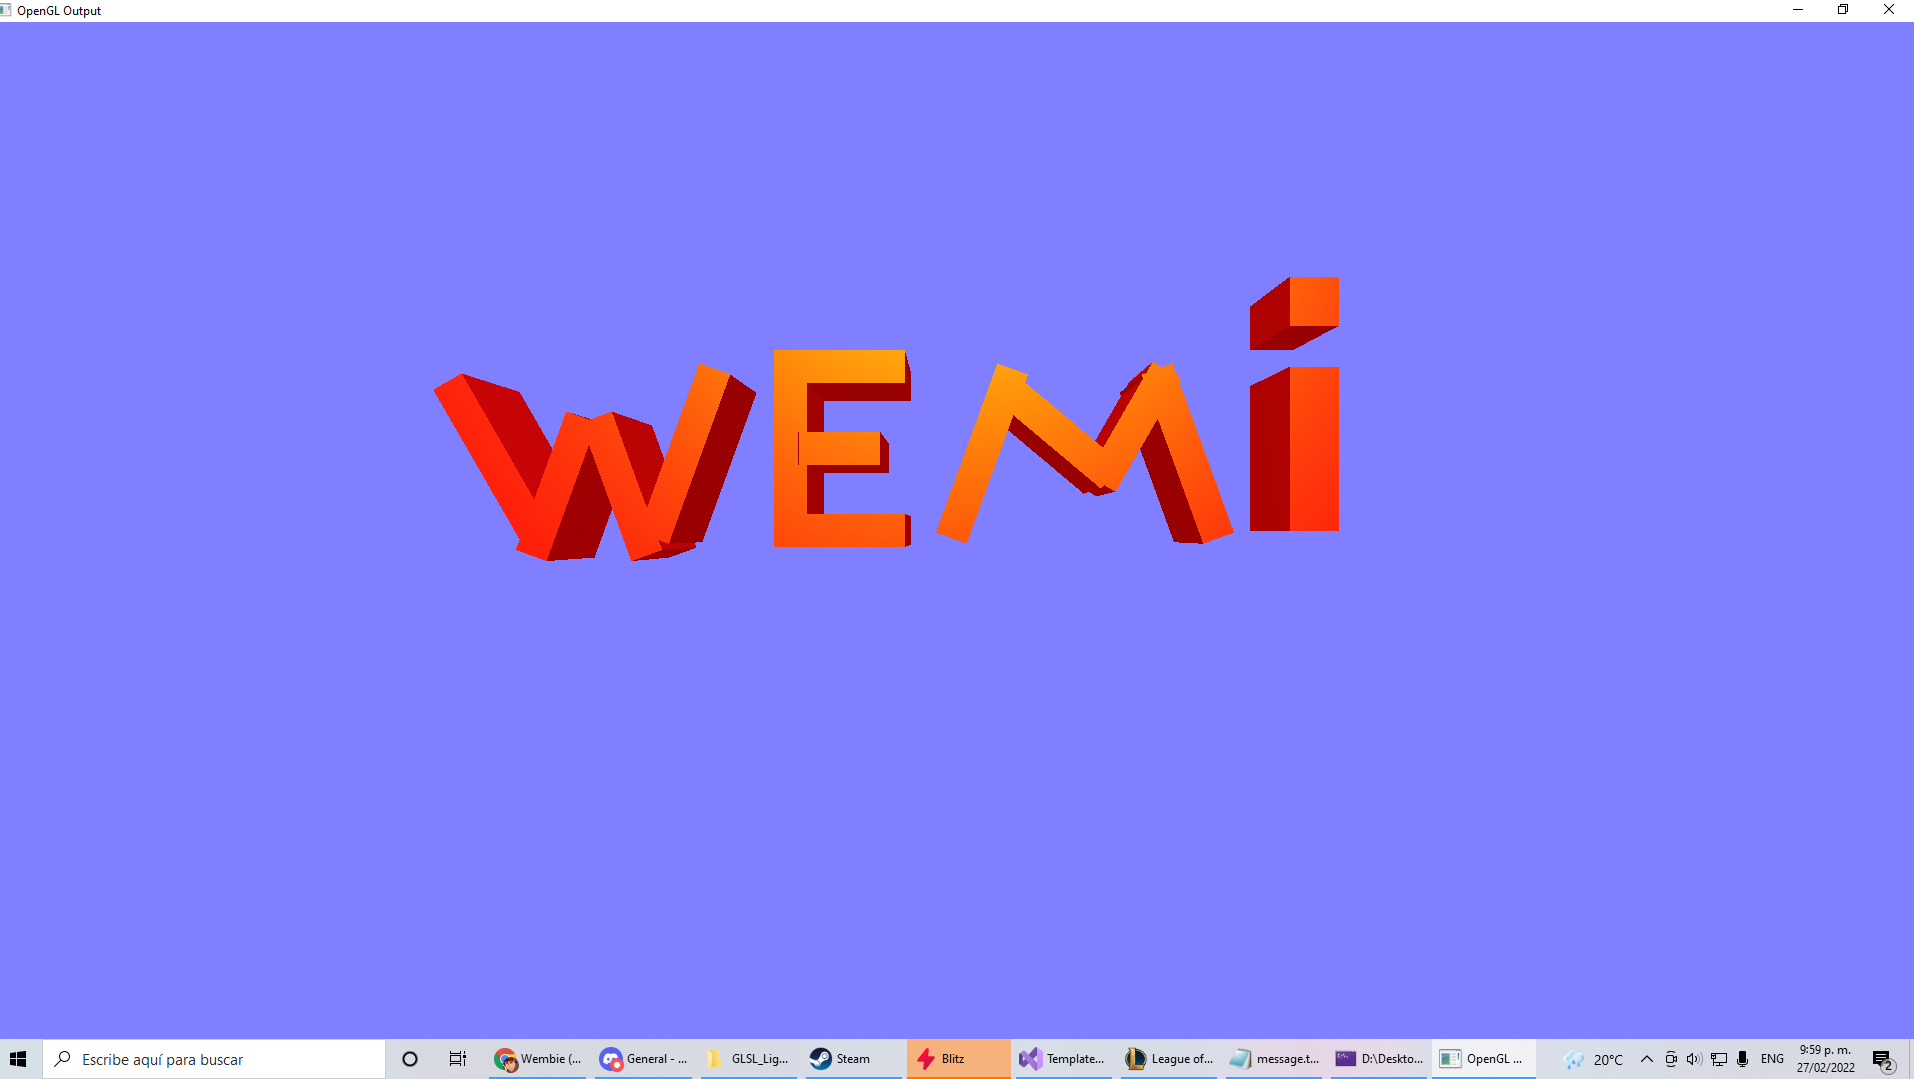 OpenGL Output
WEMi
Escribe aquí para buscar
Wembie (...
General - ...
GLSL_Lig...
Steam
Blitz
Template...
League of...
message.t...
D:\Deskto...
OpenGL ...
20°C
ENG
9:59 p. m.
27/02/2022
2